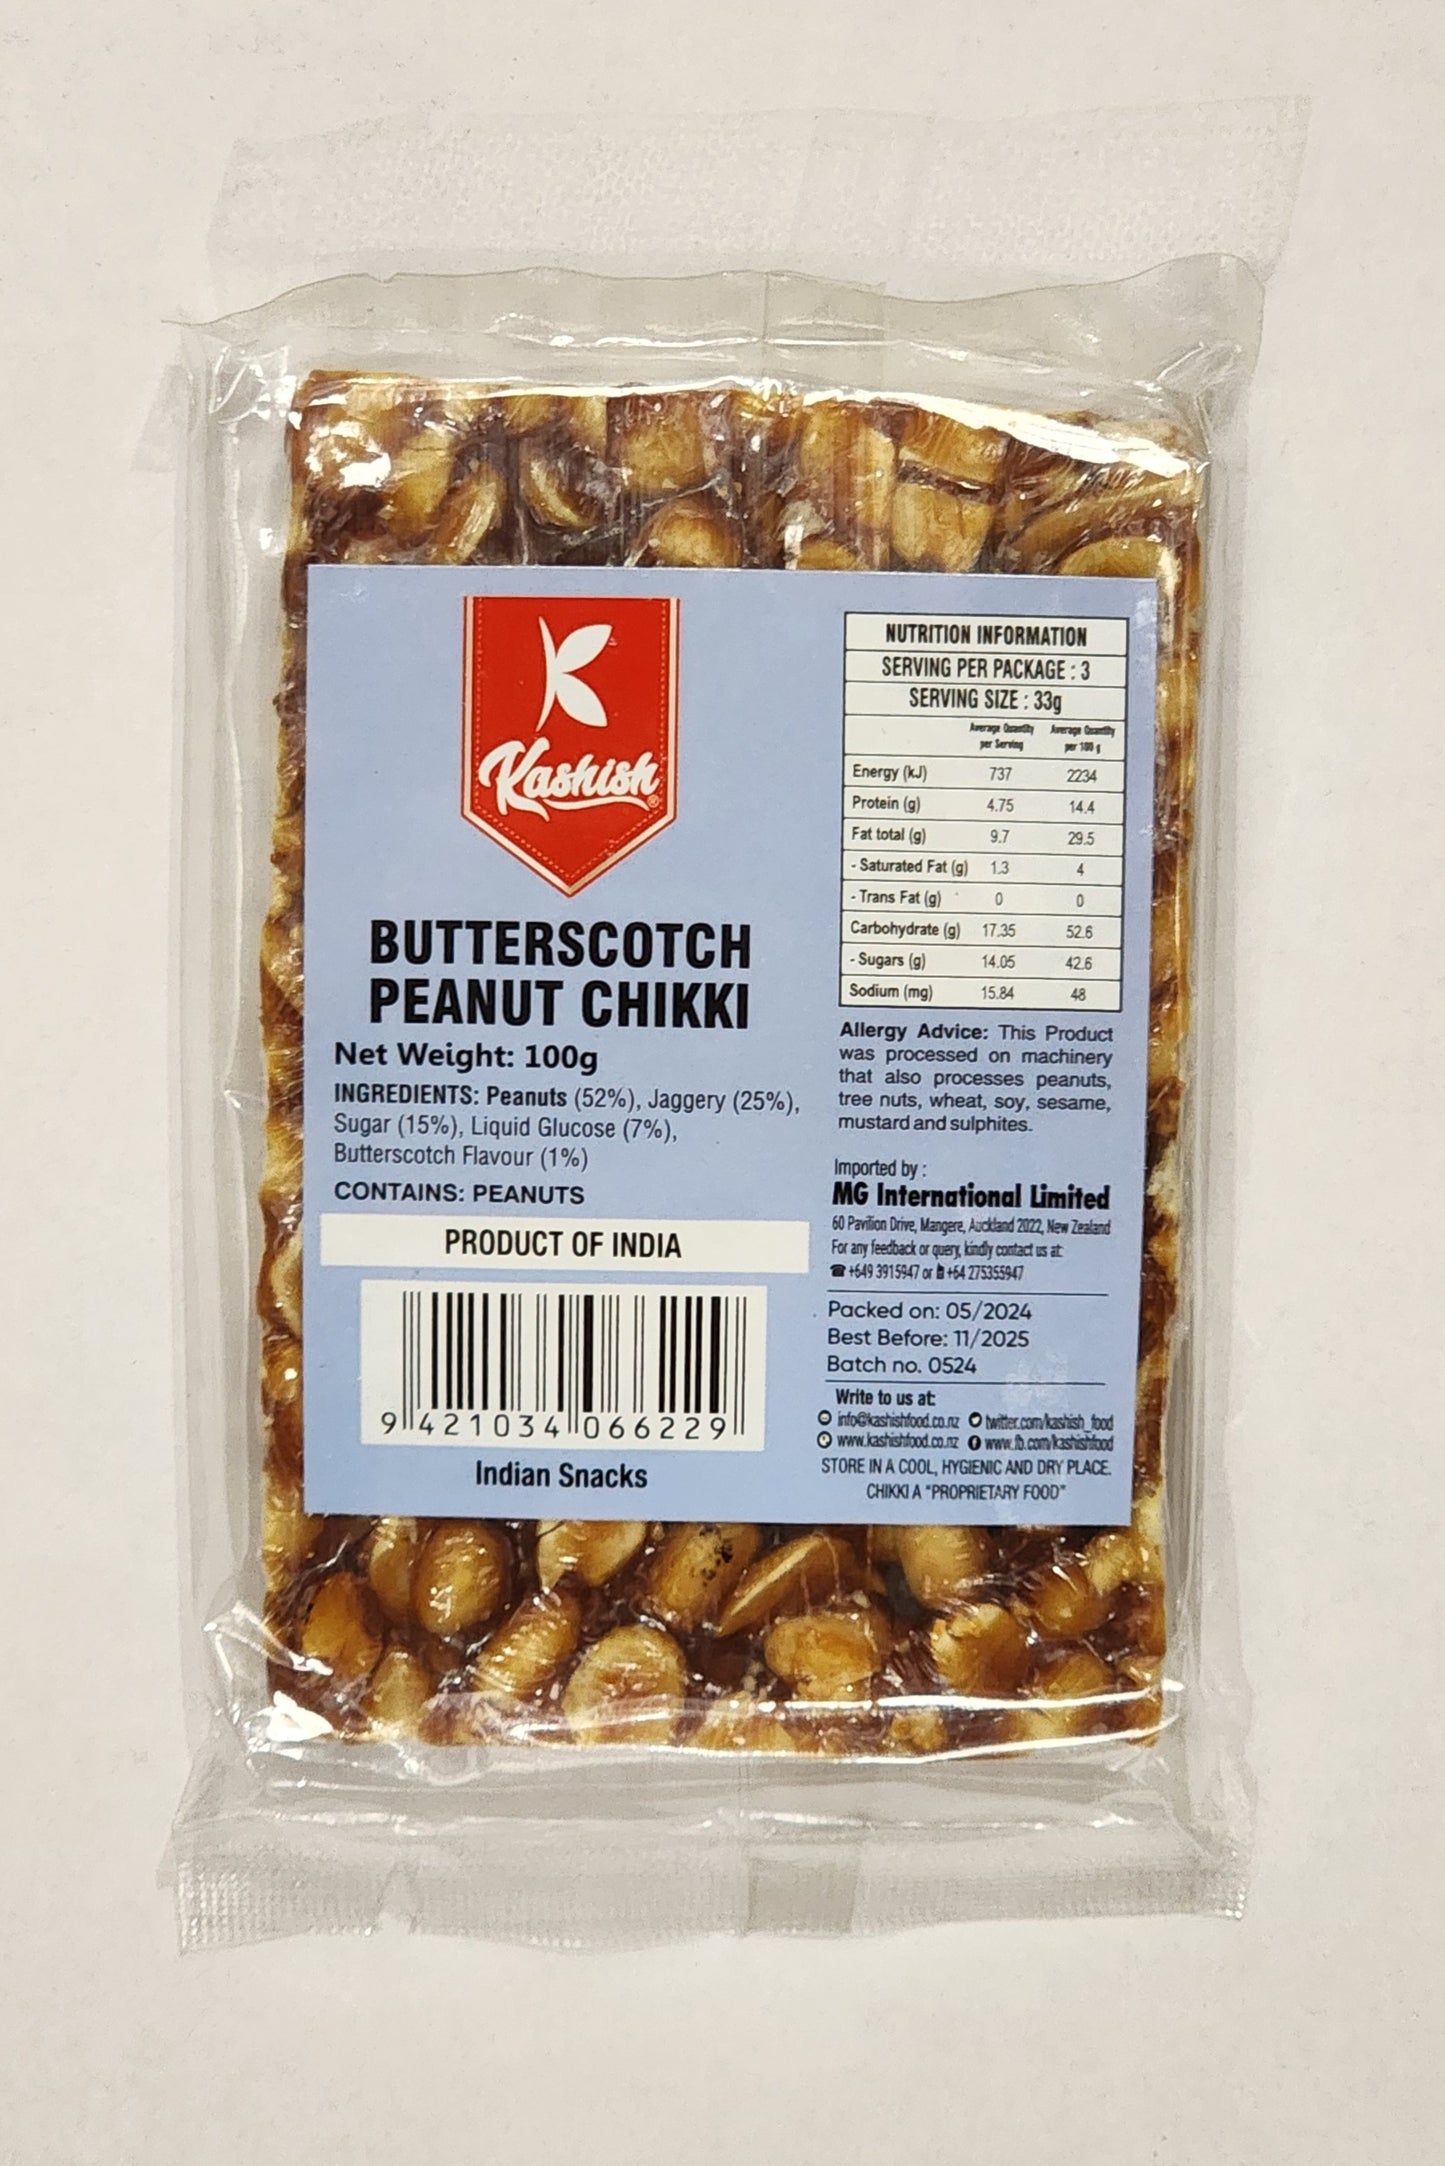 Kashish®
BUTTERSCOTCH
PEANUT CHIKKI
Net Weight: 100g
INGREDIENTS: Peanuts (52%), Jaggery (25%),
Sugar (15%), Liquid Glucose (7%),
Butterscotch Flavour (1%)
CONTAINS: PEANUTS
PRODUCT OF INDIA
9 421034 066229
Indian Snacks
NUTRITION INFORMATION
SERVING PER PACKAGE : 3
SERVING SIZE : 33g
Average Quantity per Serving Average Quantity per 100 g
Energy (kJ) 737 2234
Protein (g) 4.75 14.4
Fat total (g) 9.7 29.5
- Saturated Fat (g) 1.3 4
- Trans Fat (g) 0 0
Carbohydrate (g) 17.35 52.6
- Sugars (g) 14.05 42.6
Sodium (mg) 15.84 48
Allergy Advice: This Product
was processed on machinery
that also processes peanuts,
tree nuts, wheat, soy, sesame,
mustard and sulphites.
Imported by :
MG International Limited
60 Pavilion Drive, Mangere, Auckland 2022, New Zealand
For any feedback or query, kindly contact us at:
+649 3915947 or +64 275355947
Packed on: 05/2024
Best Before: 11/2025
Batch no. 0524
Write to us at:
info@kashishfood.co.nz twitter.com/kashish_food
www.kashishfood.co.nz www.fb.com/kashishfood
STORE IN A COOL, HYGIENIC AND DRY PLACE.
CHIKKI A "PROPRIETARY FOOD"